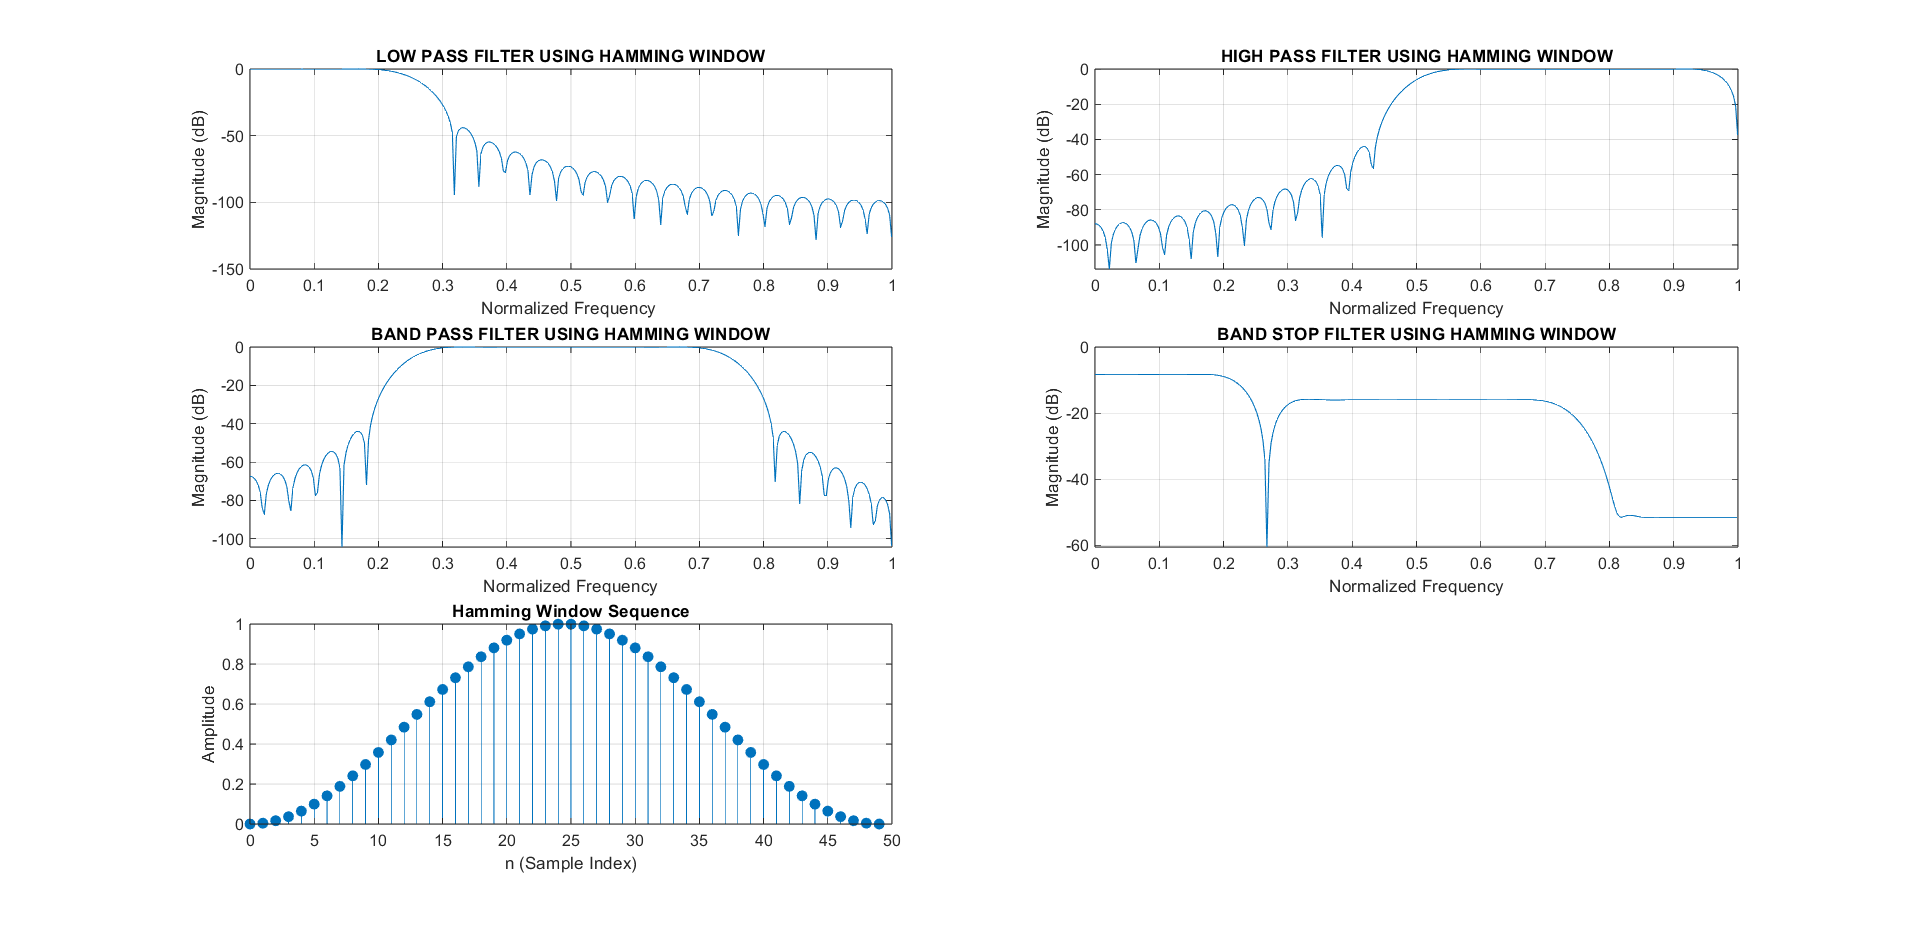 LOW PASS FILTER USING HAMMING WINDOW
0
-50
-100
-150
Magnitude (dB)
0 0.1 0.2 0.3 0.4 0.5 0.6 0.7 0.8 0.9 1
Normalized Frequency
HIGH PASS FILTER USING HAMMING WINDOW
0
-20
-40
-60
-80
-100
Magnitude (dB)
0 0.1 0.2 0.3 0.4 0.5 0.6 0.7 0.8 0.9 1
Normalized Frequency
BAND PASS FILTER USING HAMMING WINDOW
0
-20
-40
-60
-80
-100
Magnitude (dB)
0 0.1 0.2 0.3 0.4 0.5 0.6 0.7 0.8 0.9 1
Normalized Frequency
BAND STOP FILTER USING HAMMING WINDOW
0
-20
-40
-60
Magnitude (dB)
0 0.1 0.2 0.3 0.4 0.5 0.6 0.7 0.8 0.9 1
Normalized Frequency
Hamming Window Sequence
1
0.8
0.6
0.4
0.2
0
Amplitude
0 5 10 15 20 25 30 35 40 45 50
n (Sample Index)